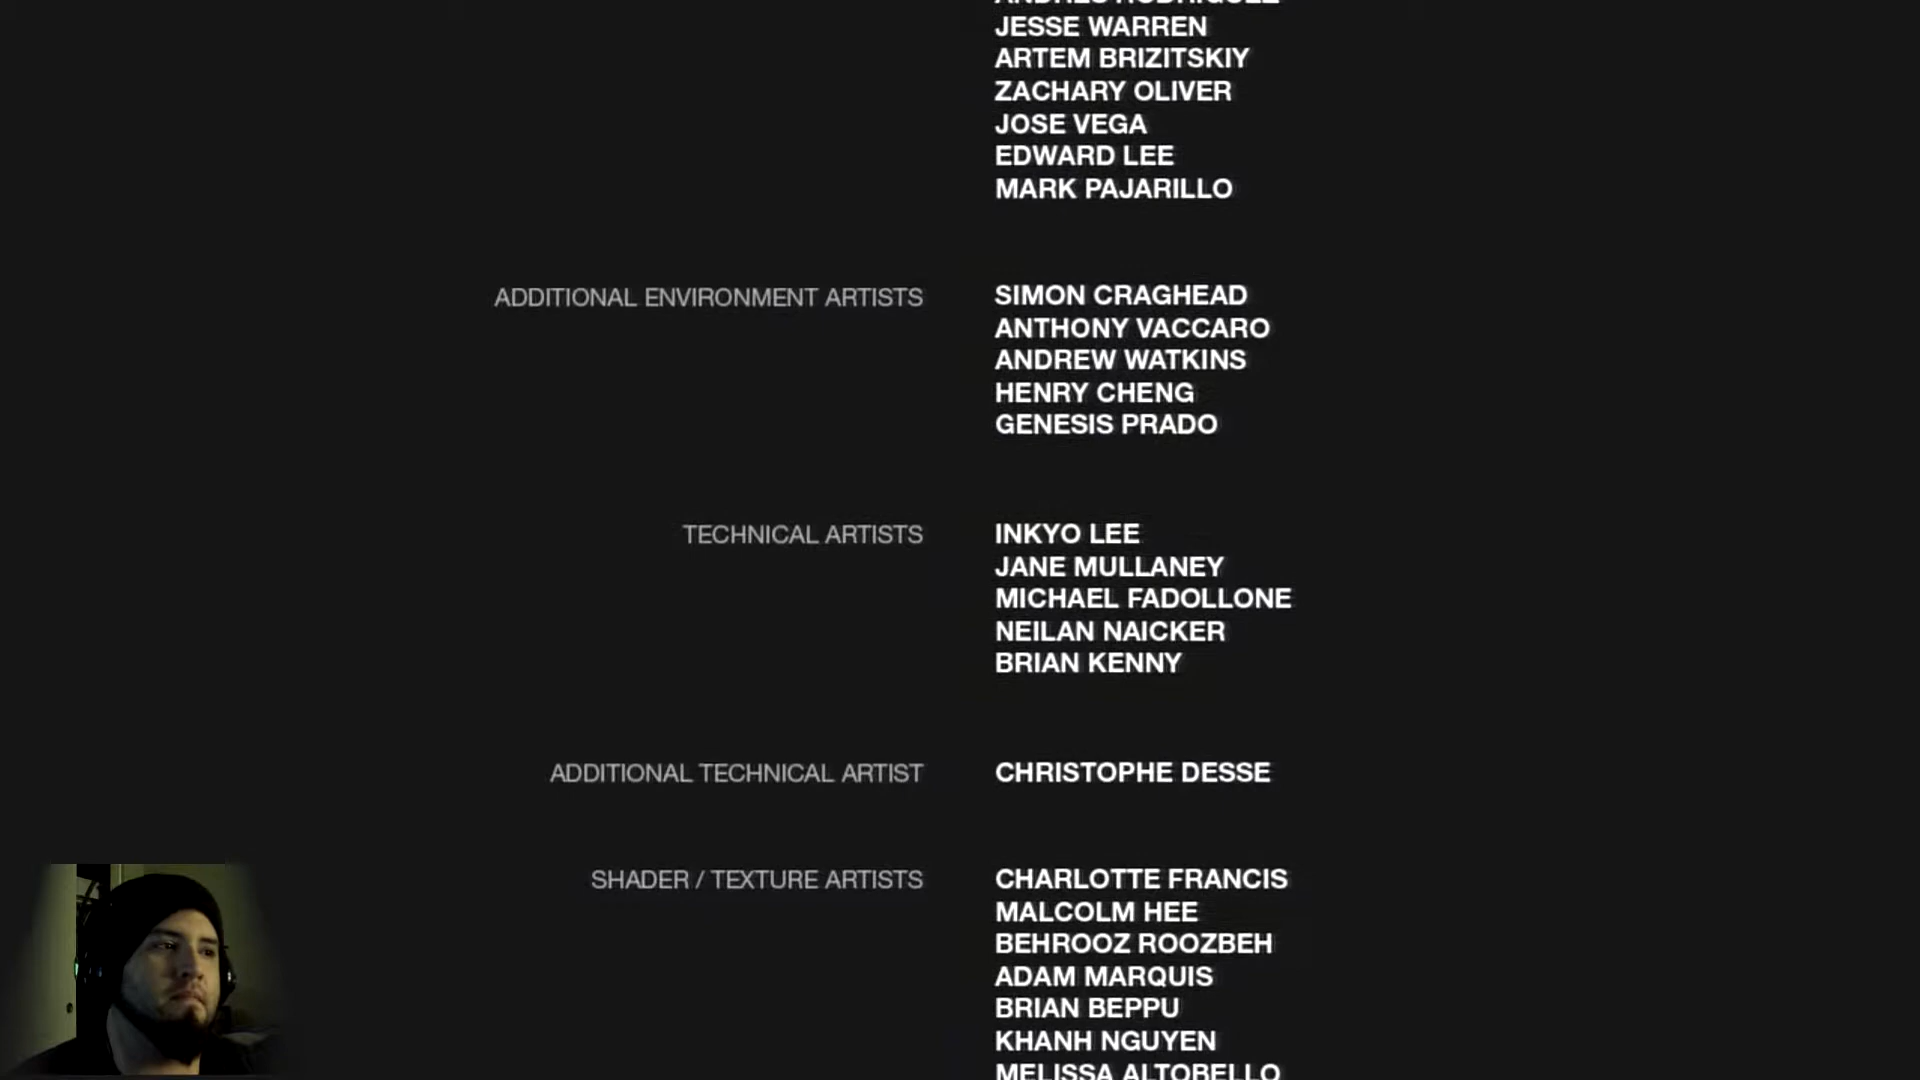 JESSE WARREN
ARTEM BRIZITSKIY
ZACHARY OLIVER
JOSE VEGA
EDWARD LEE
MARK PAJARILLO
ADDITIONAL ENVIRONMENT ARTISTS SIMON CRAGHEAD
ANTHONY VACCARO
ANDREW WATKINS
HENRY CHENG
GENESIS PRADO
TECHNICAL ARTISTS INKYO LEE
JANE MULLANEY
MICHAEL FADOLLONE
NEILAN NAICKER
BRIAN KENNY
ADDITIONAL TECHNICAL ARTIST CHRISTOPHE DESSE
SHADER / TEXTURE ARTISTS CHARLOTTE FRANCIS
MALCOLM HEE
BEHROOZ ROOZBEH
ADAM MARQUIS
BRIAN BEPPU
KHANH NGUYEN
MELISSA ALTOBELLO